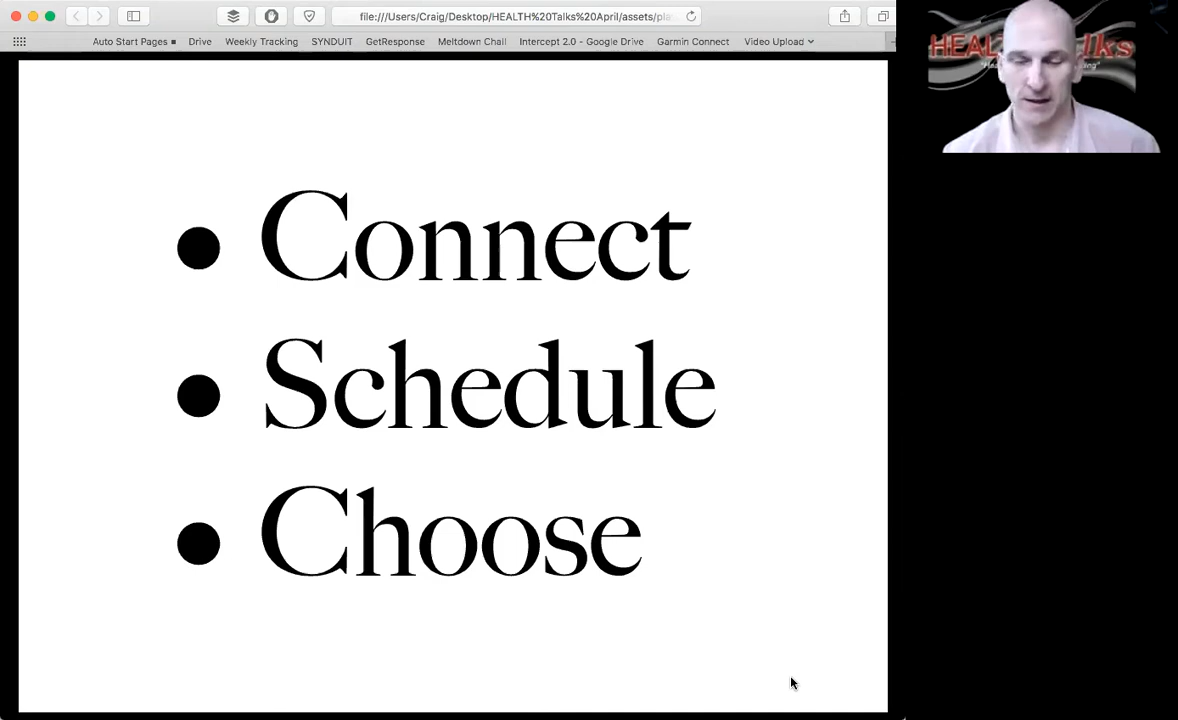 file:///Users/Craig/Desktop/HEALTH%20Talks%20April/assets/pla
Auto Start Pages Drive Weekly Tracking SYNDUIT GetResponse Meltdown Chall Intercept 2.0 - Google Drive Garmin Connect Video Upload
• Connect
• Schedule
• Choose